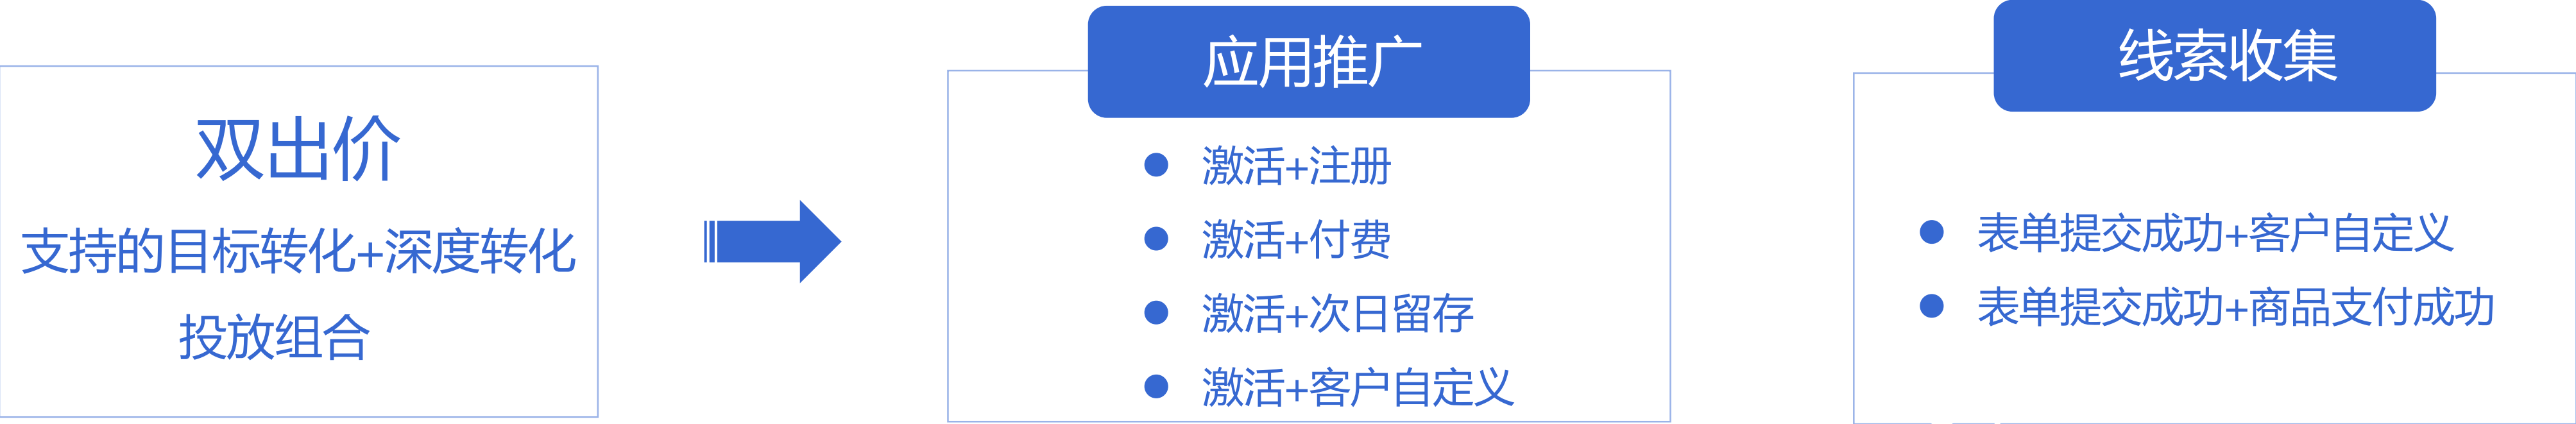 双出价
支持的目标转化+深度转化
投放组合
应用推广
激活+注册
激活+付费
激活+次日留存
激活+客户自定义
线索收集
表单提交成功+客户自定义
表单提交成功+商品支付成功